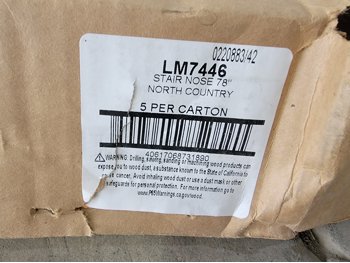 0220883/42
LM7446
STAIR NOSE 78"
NORTH COUNTRY
5 PER CARTON
40617068731890
WARNING: Drilling, sawing, sanding or machining wood products can
expose you to wood dust, a substance known to the State of California to
cause cancer. Avoid inhaling wood dust or use a dust mask or other
safeguards for personal protection. For more information go to
www.P65Warnings.ca.gov/wood.